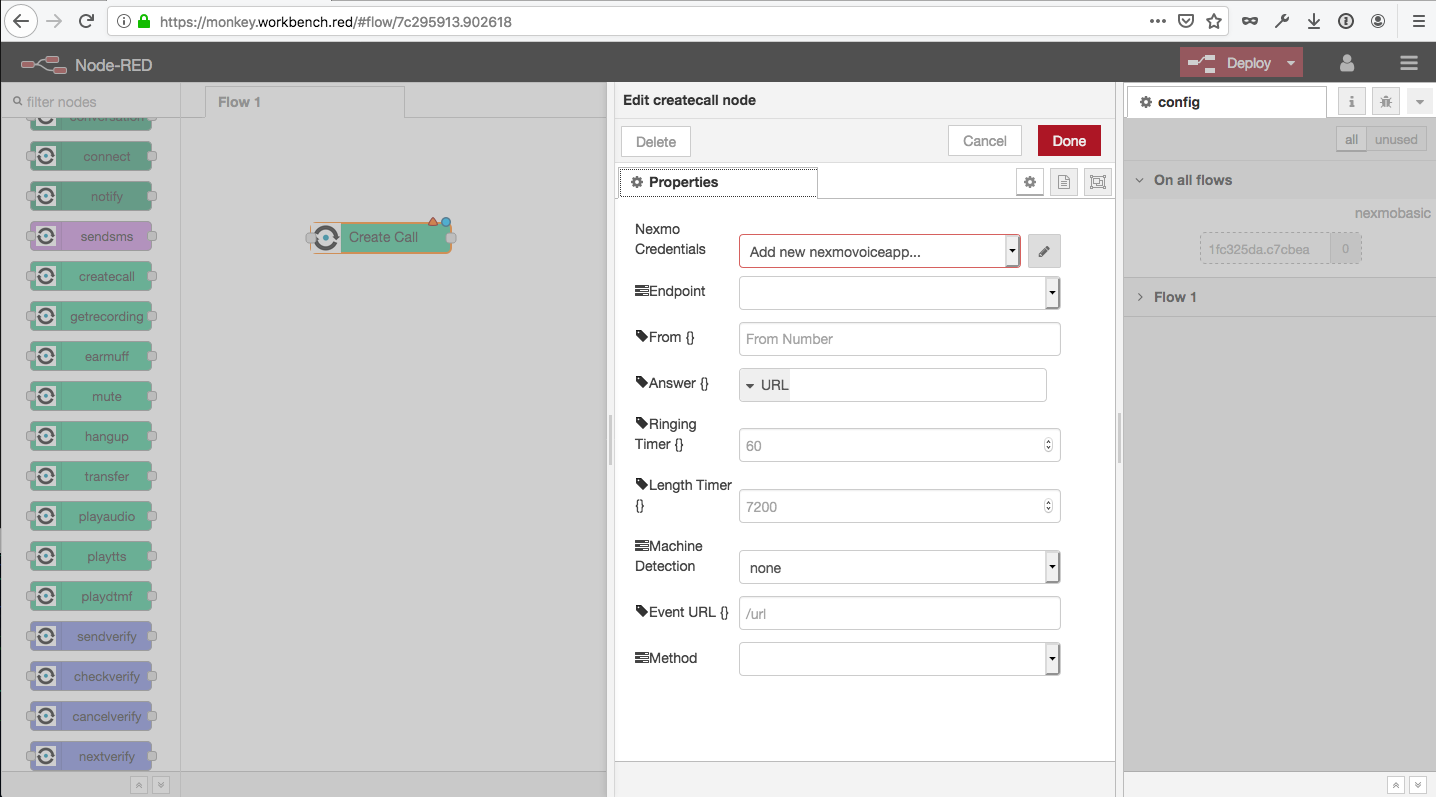 https://monkey.workbench.red/#flow/7c295913.902618
Node-RED
Deploy
filter nodes
conversation
connect
notify
sendsms
createcall
getrecording
earmuff
mute
hangup
transfer
playaudio
playtts
playdtmf
sendverify
checkverify
cancelverify
nextverify
Flow 1
Create Call
Edit createcall node
Delete
Cancel
Done
Properties
Nexmo
Credentials
Add new nexmovoiceapp...
Endpoint
From {}
From Number
Answer {}
URL
Ringing
Timer {}
60
Length Timer
{}
7200
Machine
Detection
none
Event URL {}
/url
Method
config
i
all
unused
On all flows
nexmobasic
1fc325da.c7cbea
0
Flow 1